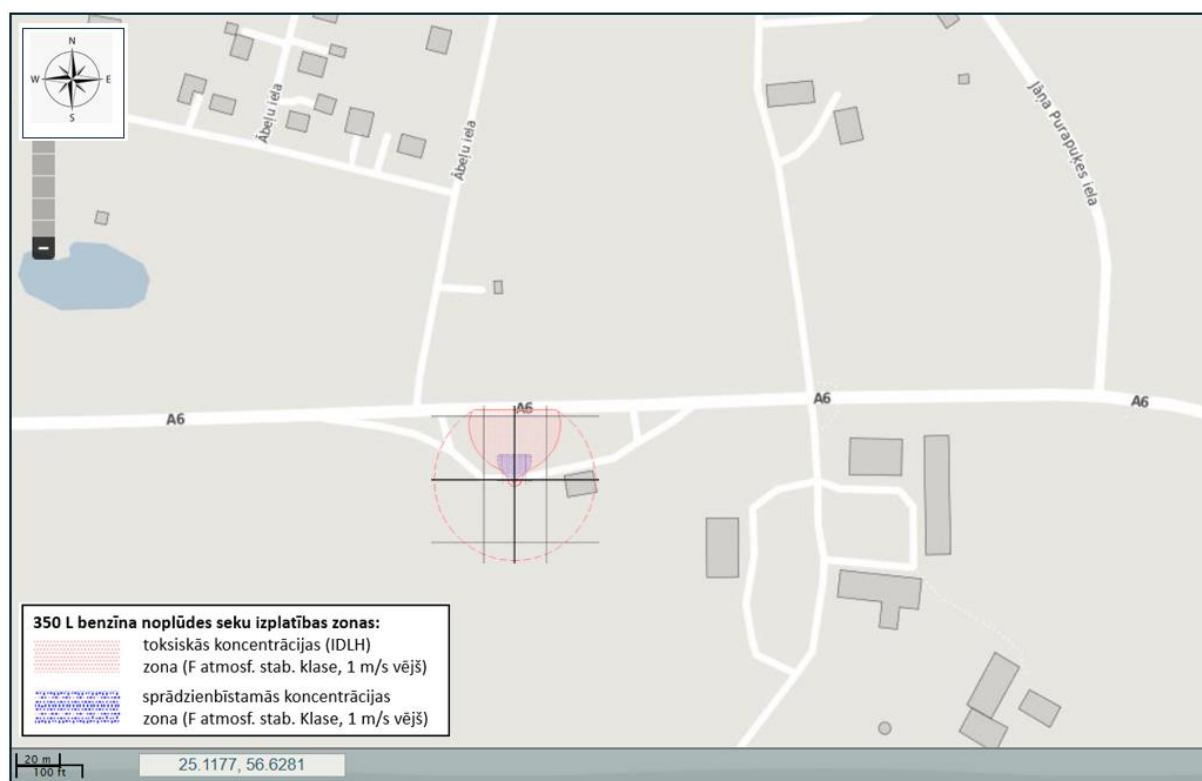 N
W
E
S
Ābeļu iela
Ābeļu iela
Jāņa Purapuķes iela
A6
A6
A6
A6
350 L benzīna noplūdes seku izplatības zonas:
toksiskās koncentrācijas (IDLH)
zona (F atmosf. stab. klase, 1 m/s vējš)
sprādzienbīstamās koncentrācijas
zona (F atmosf. stab. Klase, 1 m/s vējš)
20 m
100 ft
25.1177, 56.6281